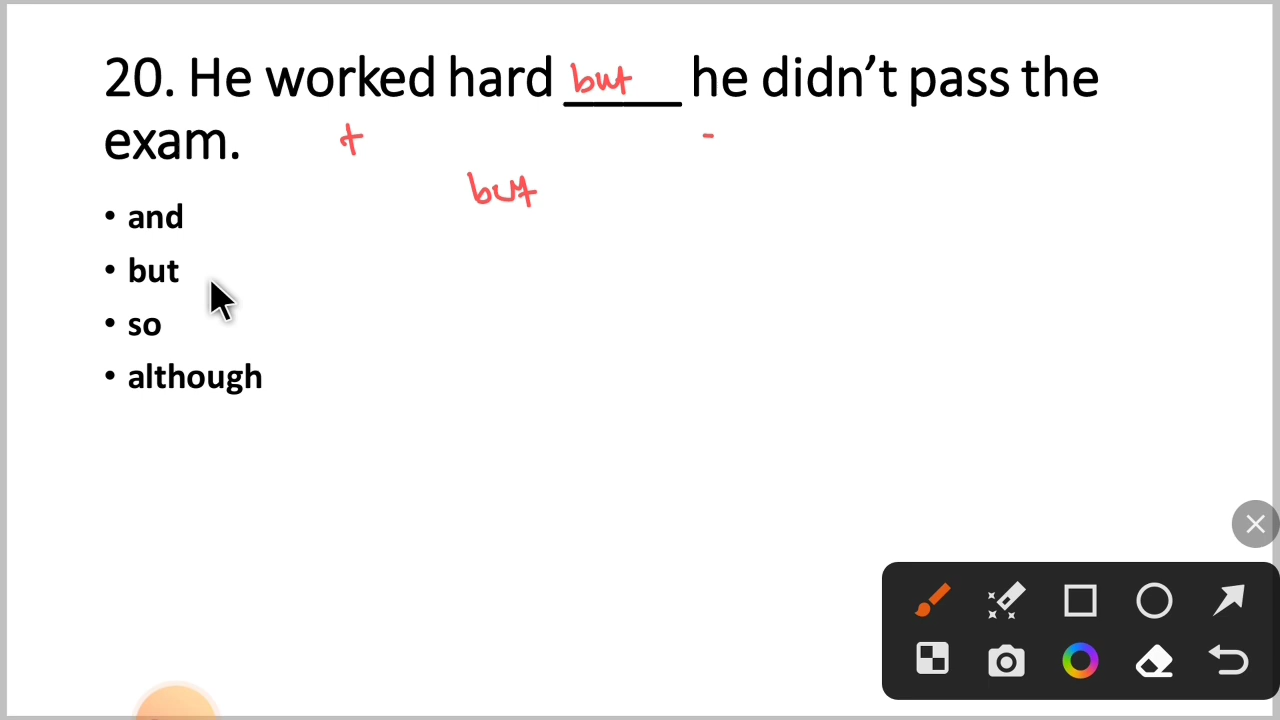 20. He worked hard but he didn't pass the
exam. + -
but
• and
• but
• so
• although